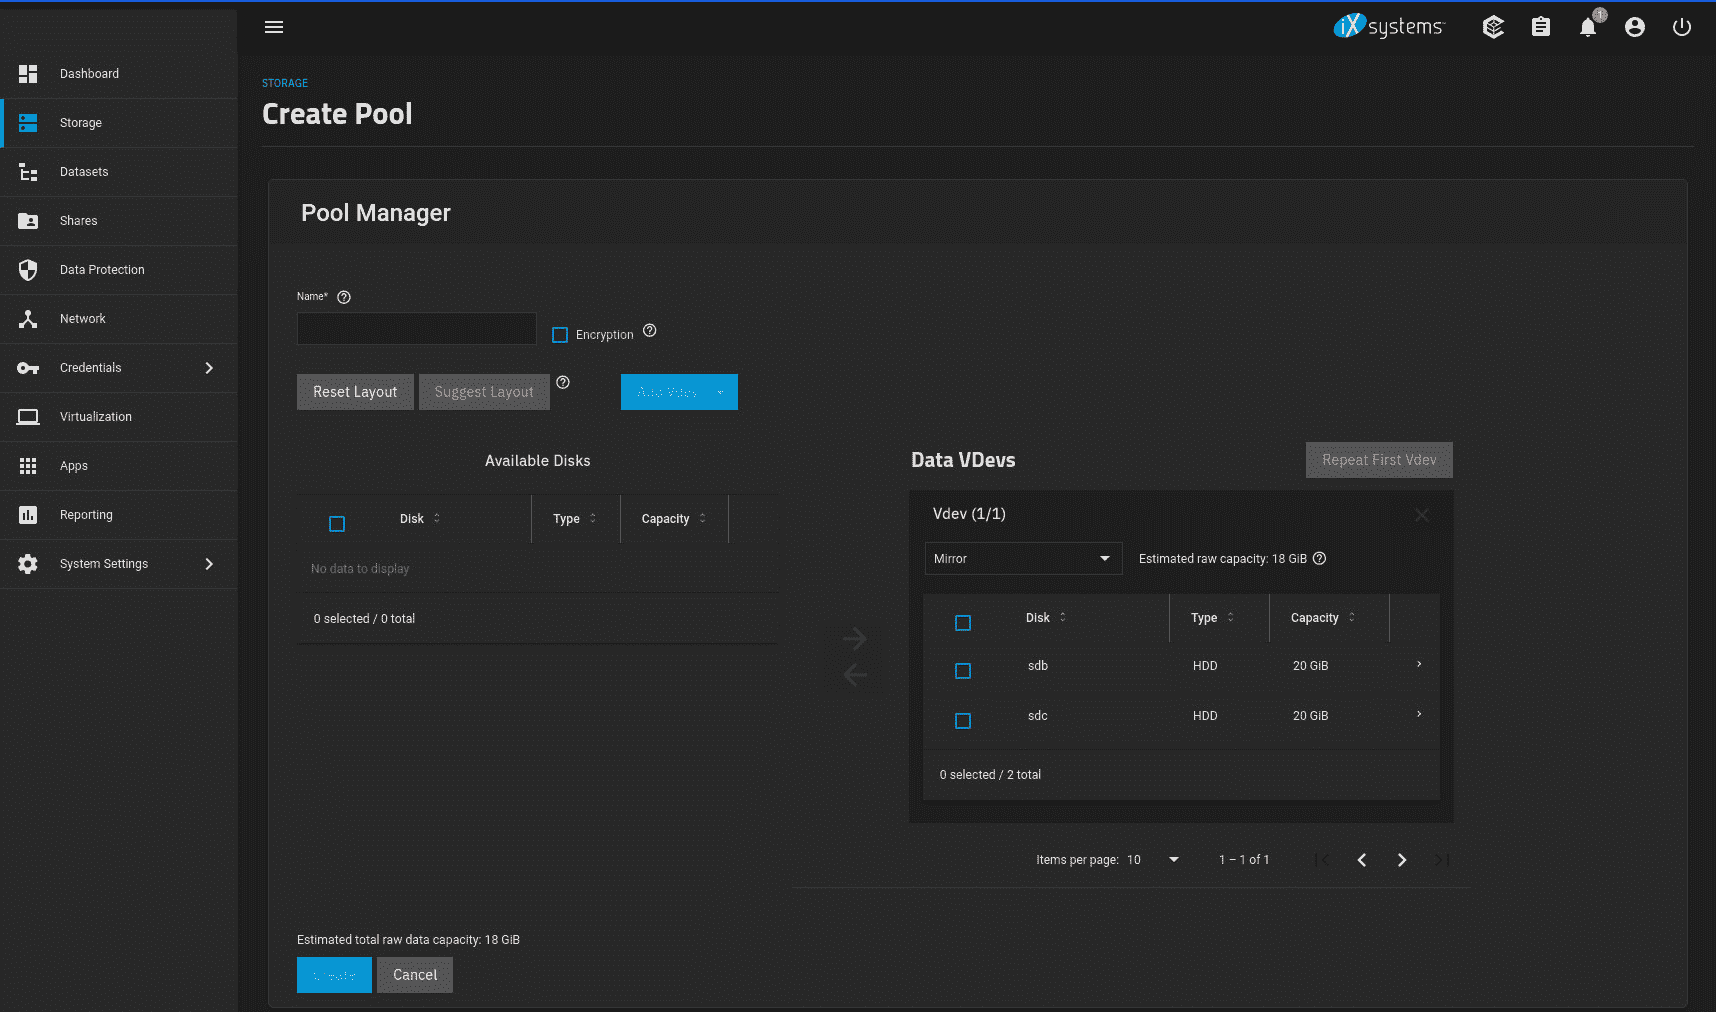 iXsystems
1
Dashboard
Storage
Datasets
Shares
Data Protection
Network
Credentials
Virtualization
Apps
Reporting
System Settings
STORAGE
Create Pool
Pool Manager
Name*
Encryption
Reset Layout
Suggest Layout
Add Vdev
Available Disks
Disk
Type
Capacity
No data to display
0 selected / 0 total
Data VDevs
Repeat First Vdev
Vdev (1/1)
Mirror
Estimated raw capacity: 18 GiB
Disk
Type
Capacity
sdb
HDD
20 GiB
sdc
HDD
20 GiB
0 selected / 2 total
Items per page: 10
1 – 1 of 1
Estimated total raw data capacity: 18 GiB
Create
Cancel